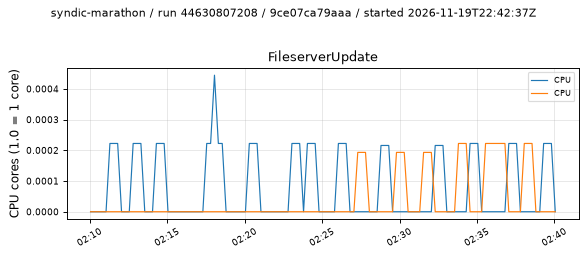 syndic-marathon / run 44630807208 / 9ce07ca79aaa / started 2026-11-19T22:42:37Z
FileserverUpdate
CPU cores (1.0 = 1 core)
0.0004
0.0003
0.0002
0.0001
0.0000
CPU
CPU
02:10
02:15
02:20
02:25
02:30
02:35
02:40